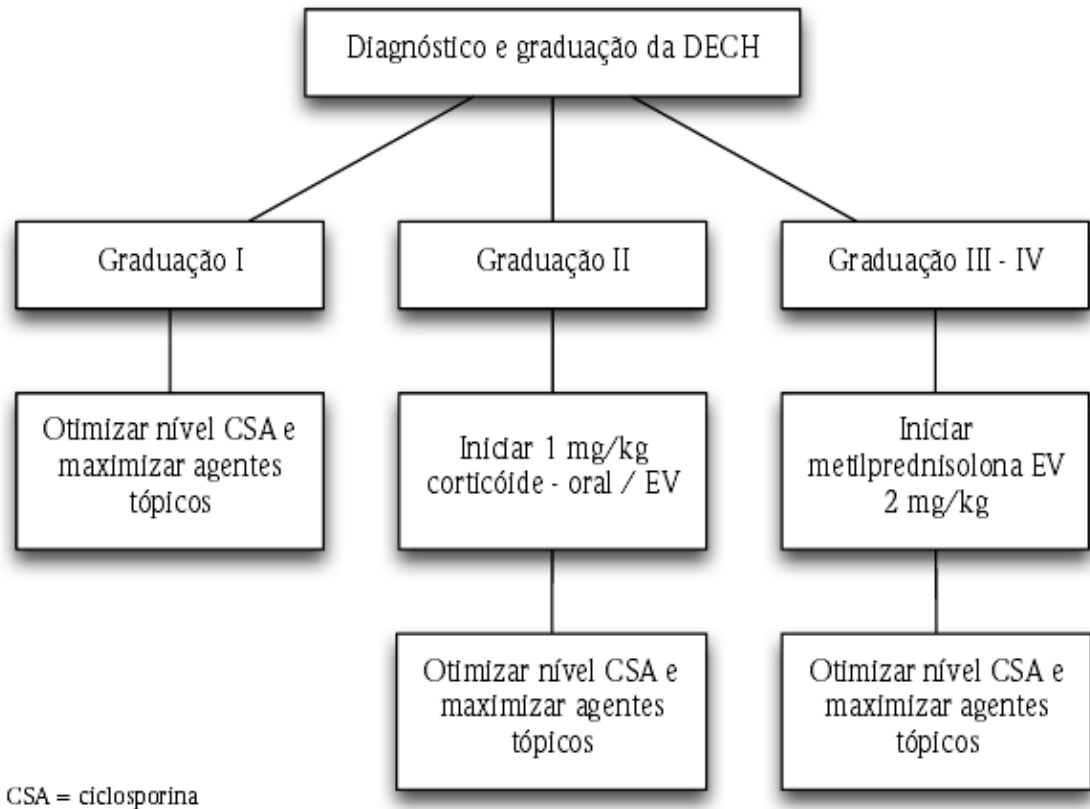 Diagnóstico e graduação da DECH
Graduação I
Graduação II
Graduação III - IV
Otimizar nível CSA e
maximizar agentes
tópicos
Iniciar 1 mg/kg
corticóide - oral / EV
Iniciar
metilprednisolona EV
2 mg/kg
Otimizar nível CSA e
maximizar agentes
tópicos
Otimizar nível CSA e
maximizar agentes
tópicos
CSA = ciclosporina